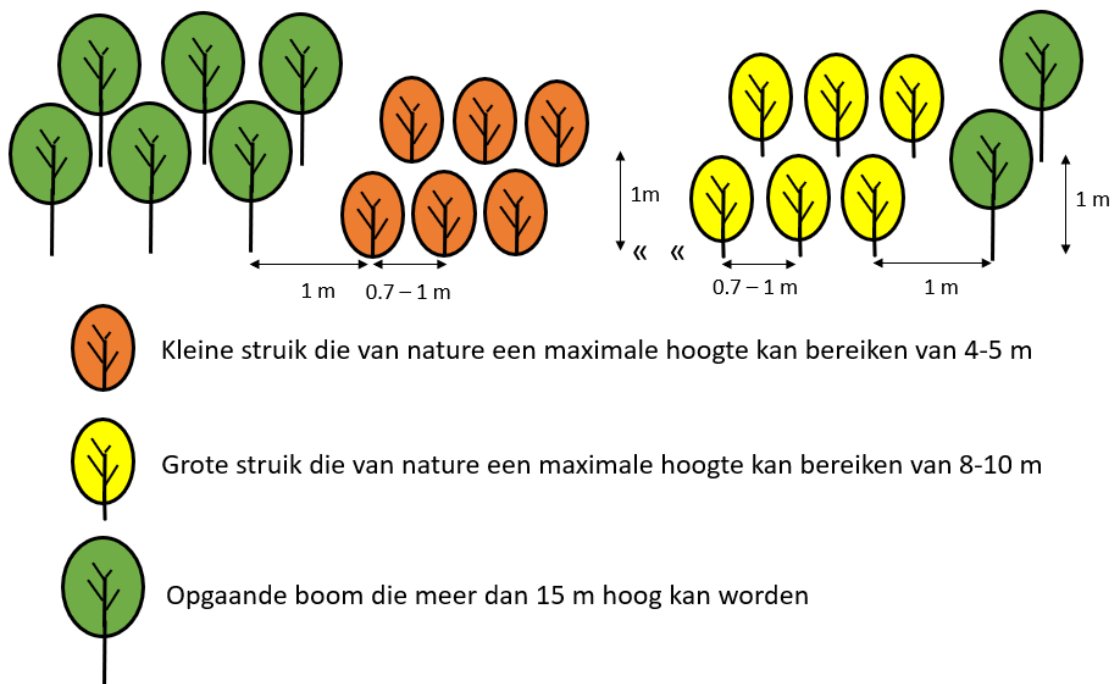 1m
1 m
« «
1 m
0.7 – 1 m
0.7 – 1 m
1 m
Kleine struik die van nature een maximale hoogte kan bereiken van 4-5 m
Grote struik die van nature een maximale hoogte kan bereiken van 8-10 m
Opgaande boom die meer dan 15 m hoog kan worden